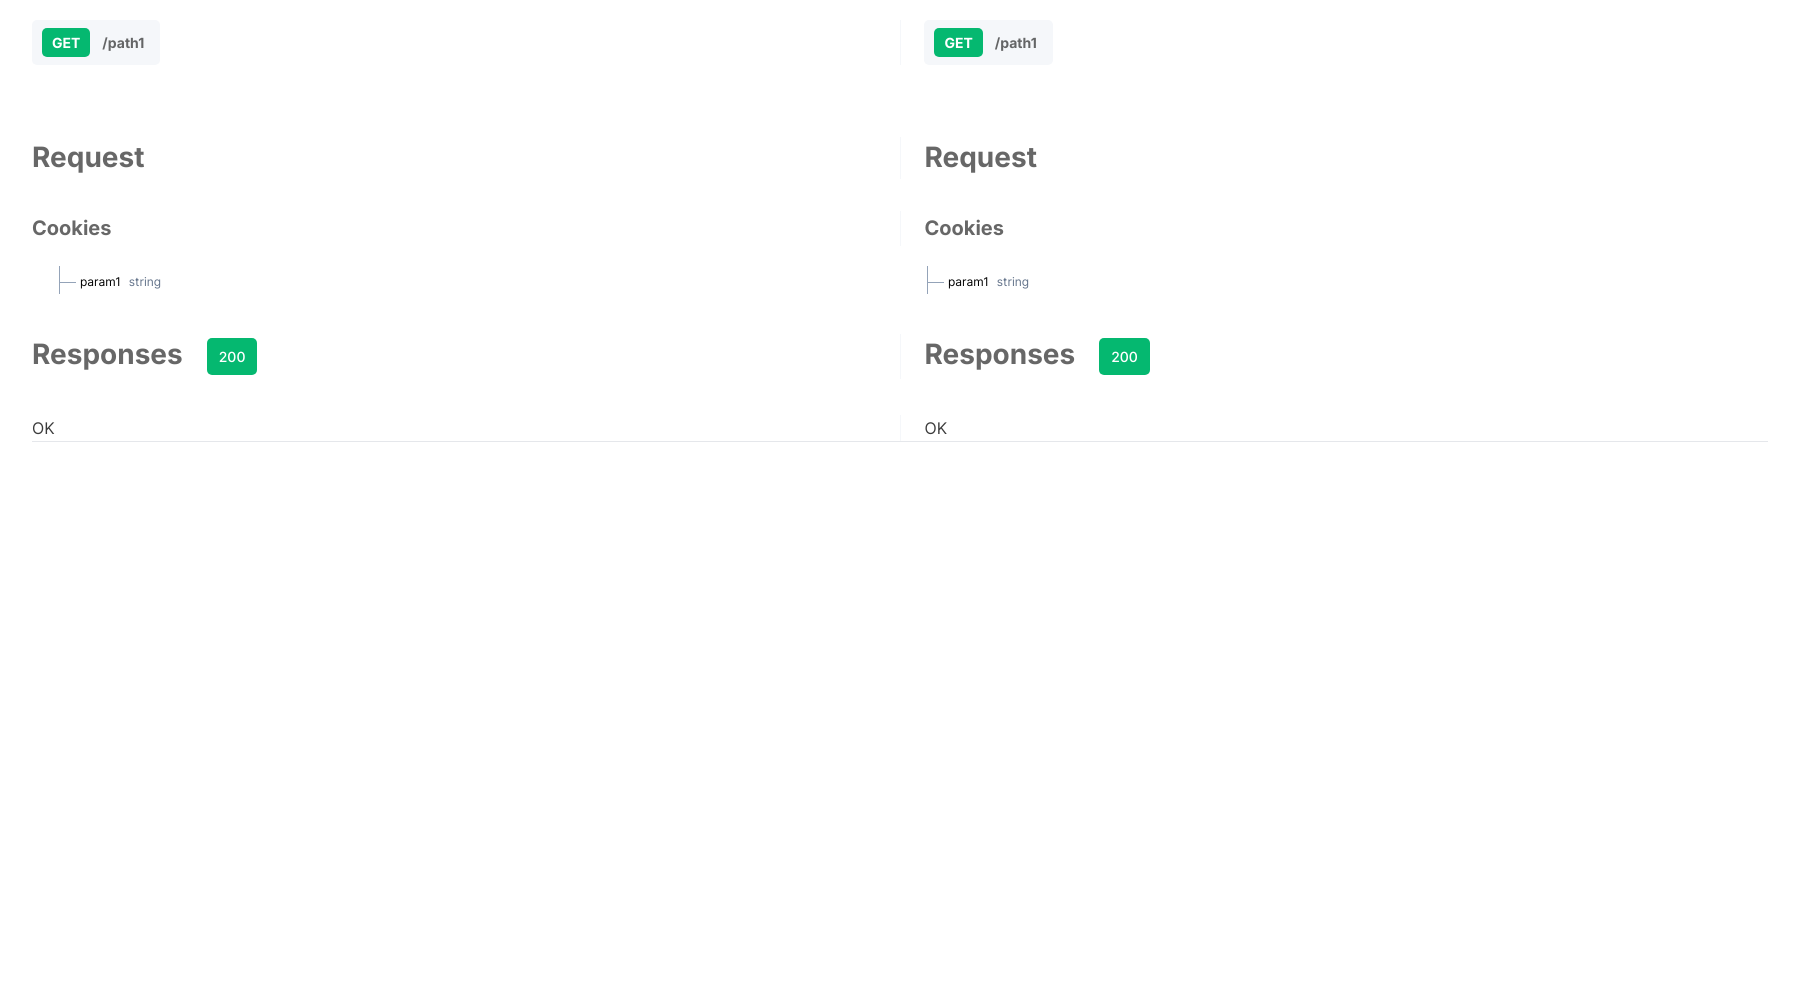 GET /path1
Request
Cookies
param1 string
Responses 200
OK
GET /path1
Request
Cookies
param1 string
Responses 200
OK